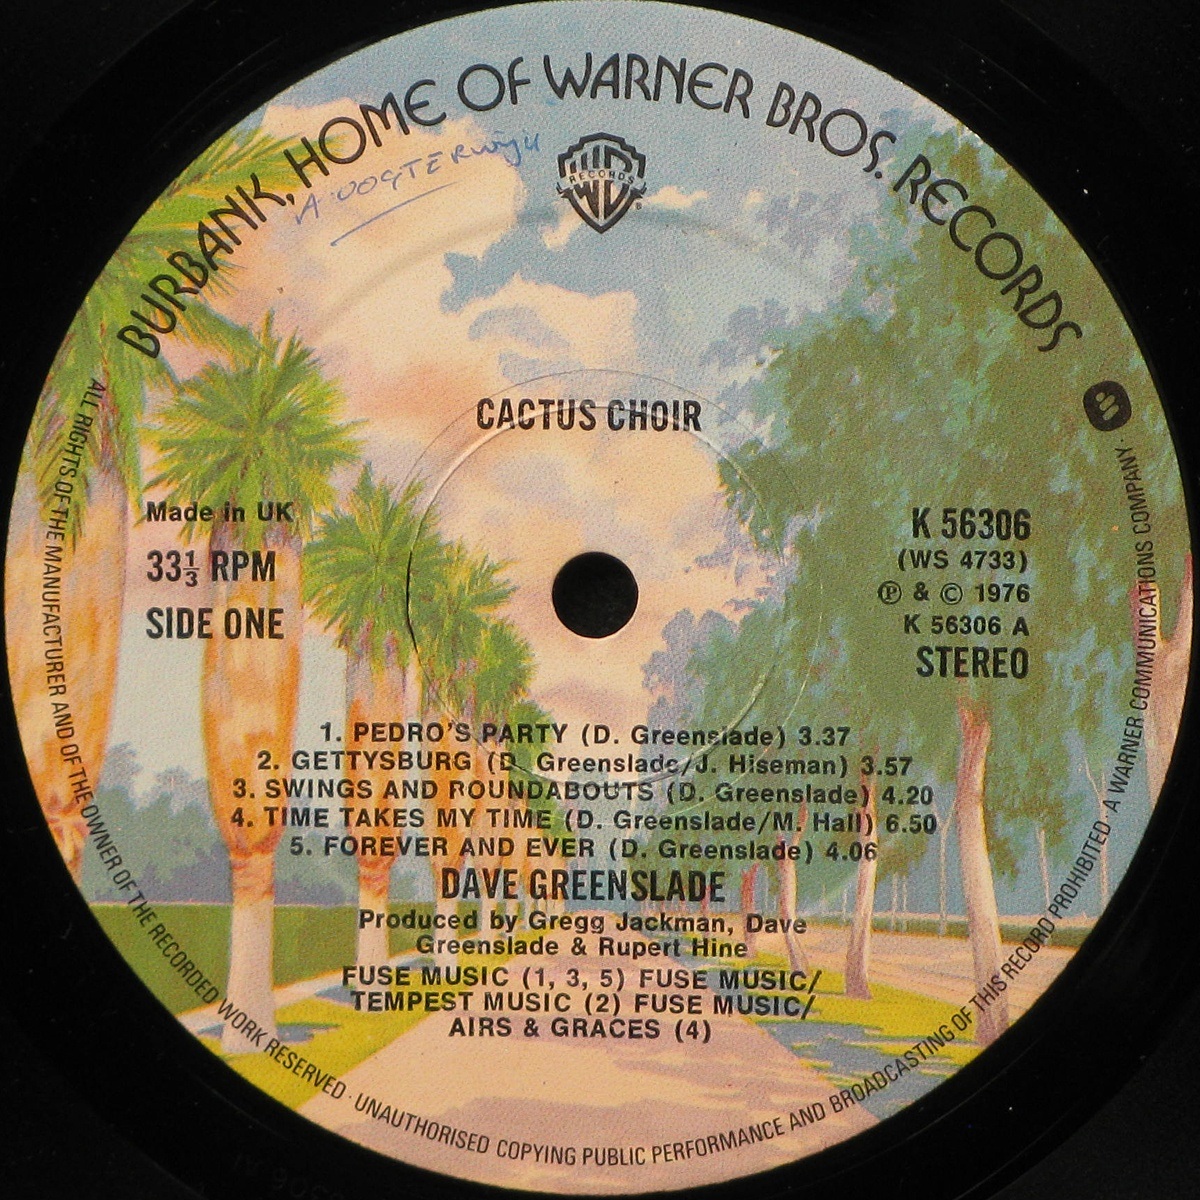 BURBANK, HOME OF WARNER BROS. RECORDS
A. OOSTERWIJK
WB
RECORDS
®
CACTUS CHOIR
Made in UK
33⅓ RPM
SIDE ONE
K 56306
(WS 4733)
℗ & © 1976
K 56306 A
STEREO
1. PEDRO'S PARTY (D. Greenslade) 3.37
2. GETTYSBURG (D. Greenslade/J. Hiseman) 3.57
3. SWINGS AND ROUNDABOUTS (D. Greenslade) 4.20
4. TIME TAKES MY TIME (D. Greenslade/M. Hall) 6.50
5. FOREVER AND EVER (D. Greenslade) 4.06
DAVE GREENSLADE
Produced by Gregg Jackman, Dave
Greenslade & Rupert Hine
FUSE MUSIC (1, 3, 5) FUSE MUSIC/
TEMPEST MUSIC (2) FUSE MUSIC/
AIRS & GRACES (4)
ALL RIGHTS OF THE MANUFACTURER AND OF THE OWNER OF THE RECORDED WORK RESERVED · UNAUTHORISED COPYING PUBLIC PERFORMANCE AND BROADCASTING OF THIS RECORD PROHIBITED · A WARNER COMMUNICATIONS COMPANY ·